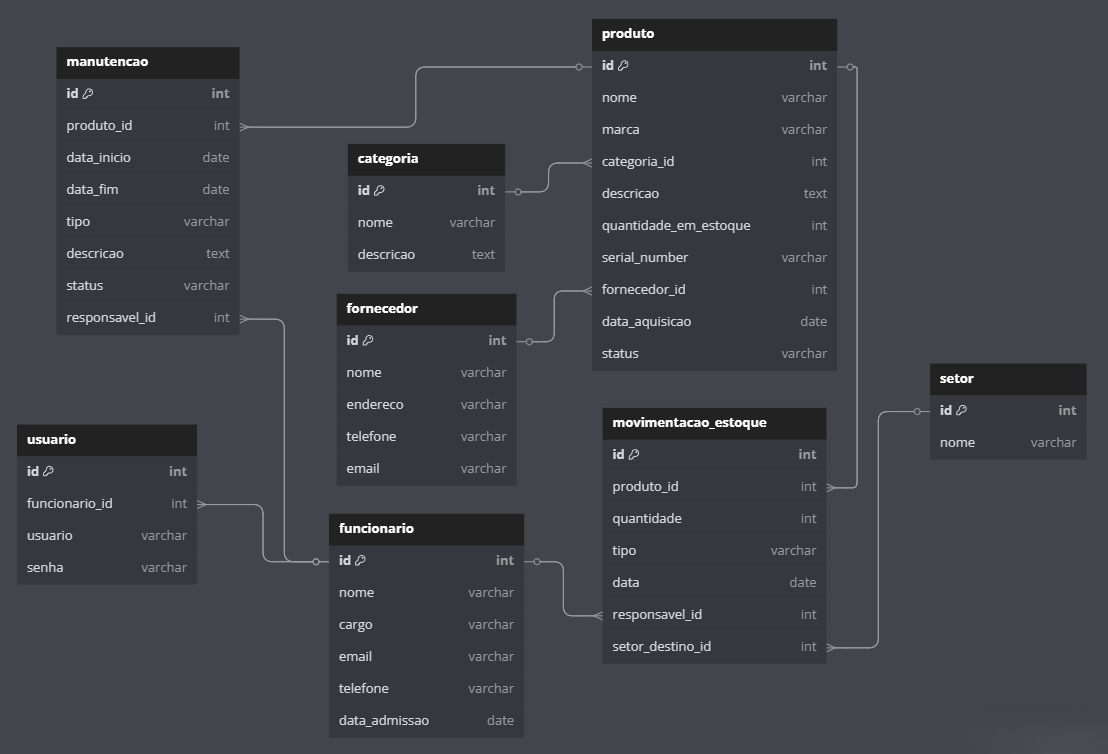 manutencao
id int
produto_id int
data_inicio date
data_fim date
tipo varchar
descricao text
status varchar
responsavel_id int
categoria
id int
nome varchar
descricao text
produto
id int
nome varchar
marca varchar
categoria_id int
descricao text
quantidade_em_estoque int
serial_number varchar
fornecedor_id int
data_aquisicao date
status varchar
fornecedor
id int
nome varchar
endereco varchar
telefone varchar
email varchar
setor
id int
nome varchar
usuario
id int
funcionario_id int
usuario varchar
senha varchar
funcionario
id int
nome varchar
cargo varchar
email varchar
telefone varchar
data_admissao date
movimentacao_estoque
id int
produto_id int
quantidade int
tipo varchar
data date
responsavel_id int
setor_destino_id int